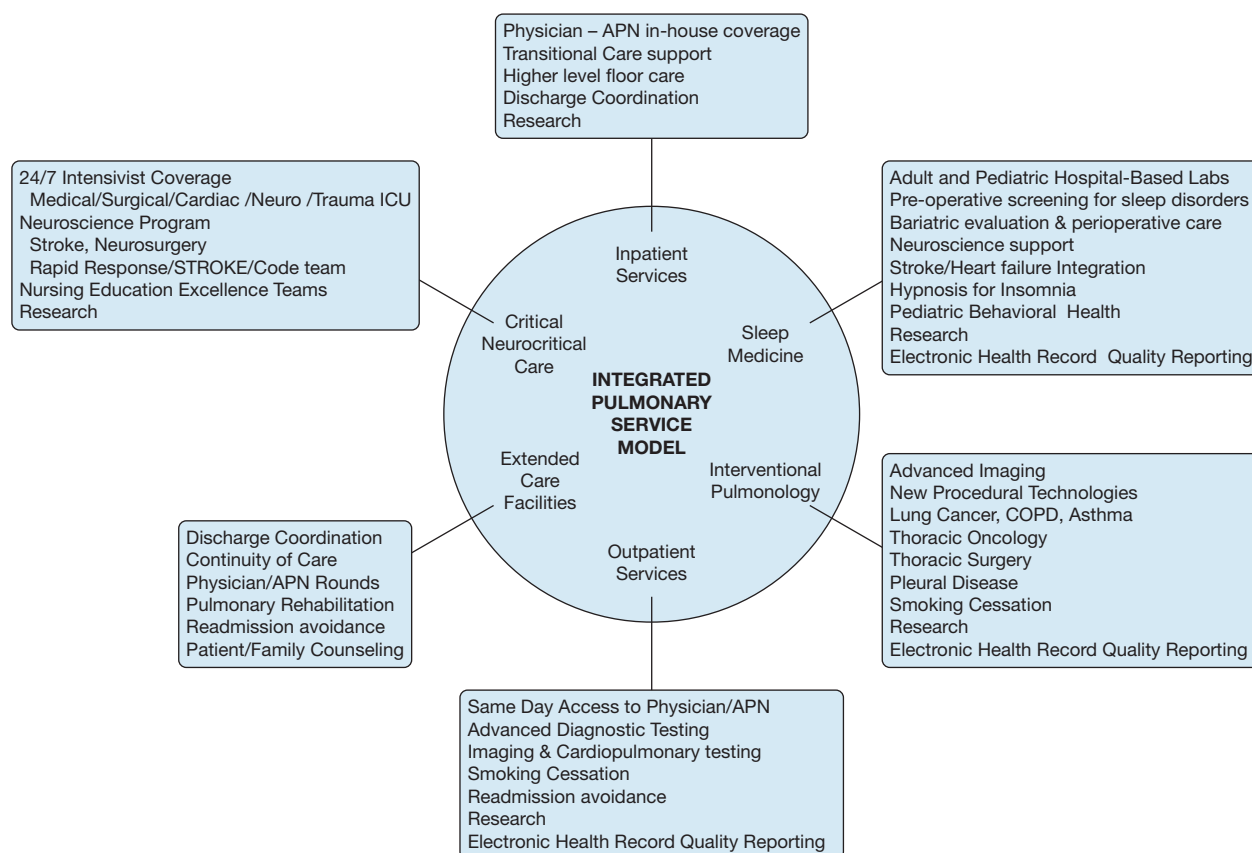 Physician – APN in-house coverage
Transitional Care support
Higher level floor care
Discharge Coordination
Research
24/7 Intensivist Coverage
Medical/Surgical/Cardiac /Neuro /Trauma ICU
Neuroscience Program
Stroke, Neurosurgery
Rapid Response/STROKE/Code team
Nursing Education Excellence Teams
Research
Adult and Pediatric Hospital-Based Labs
Pre-operative screening for sleep disorders
Bariatric evaluation & perioperative care
Neuroscience support
Stroke/Heart failure Integration
Hypnosis for Insomnia
Pediatric Behavioral Health
Research
Electronic Health Record Quality Reporting
Inpatient
Services
Critical
Neurocritical
Care
Sleep
Medicine
INTEGRATED
PULMONARY
SERVICE
MODEL
Extended
Care
Facilities
Interventional
Pulmonology
Outpatient
Services
Advanced Imaging
New Procedural Technologies
Lung Cancer, COPD, Asthma
Thoracic Oncology
Thoracic Surgery
Pleural Disease
Smoking Cessation
Research
Electronic Health Record Quality Reporting
Discharge Coordination
Continuity of Care
Physician/APN Rounds
Pulmonary Rehabilitation
Readmission avoidance
Patient/Family Counseling
Same Day Access to Physician/APN
Advanced Diagnostic Testing
Imaging & Cardiopulmonary testing
Smoking Cessation
Readmission avoidance
Research
Electronic Health Record Quality Reporting